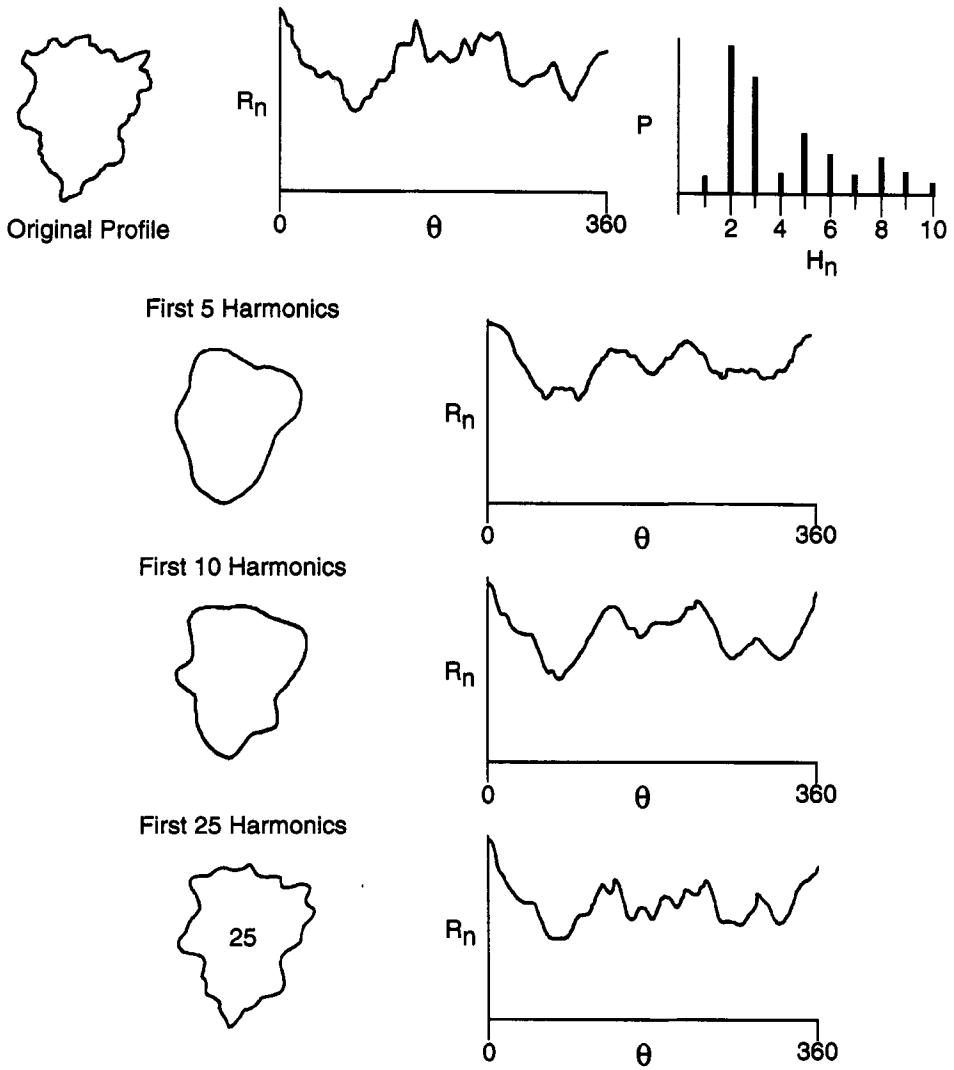 Original Profile
Rn
0
θ
360
P
2
4
6
8
10
Hn
First 5 Harmonics
Rn
0
θ
360
First 10 Harmonics
Rn
0
θ
360
First 25 Harmonics
25
Rn
0
θ
360